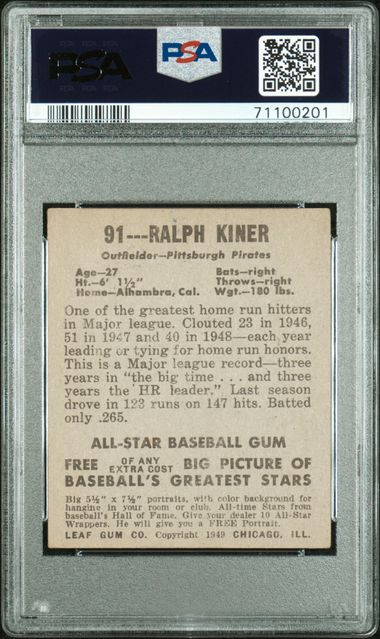 PSA
PSA
71100201
91---RALPH KINER
Outfielder—Pittsburgh Pirates
Age—27 Bats—right
Ht.—6' 1½" Throws—right
Home—Alhambra, Cal. Wgt.—180 lbs.
One of the greatest home run hitters
in Major league. Clouted 23 in 1946,
51 in 1947 and 40 in 1948—each year
leading or tying for home run honors.
This is a Major league record—three
years in "the big time . . . and three
years the HR leader." Last season
drove in 123 runs on 147 hits. Batted
only .265.
ALL-STAR BASEBALL GUM
FREE OF ANY EXTRA COST BIG PICTURE OF
BASEBALL'S GREATEST STARS
Big 5½" x 7½" portraits, with color background for
hanging in your room or club. All-time Stars from
baseball's Hall of Fame. Give your dealer 10 All-Star
Wrappers. He will give you a FREE Portrait.
LEAF GUM CO. Copyright 1949 CHICAGO, ILL.